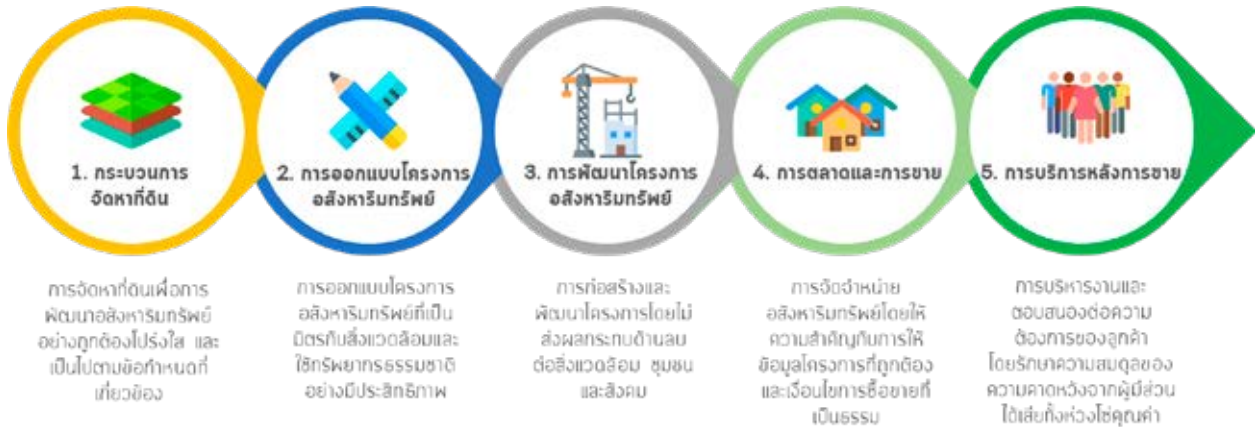 1. กระบวนการ
จัดหาที่ดิน
2. การออกแบบโครงการ
อสังหาริมทรัพย์
3. การพัฒนาโครงการ
อสังหาริมทรัพย์
4. การตลาดและการขาย
5. การบริการหลังการขาย
การจัดหาที่ดินเพื่อการ
พัฒนาอสังหาริมทรัพย์
อย่างถูกต้องโปร่งใส และ
เป็นไปตามข้อกำหนดที่
เกี่ยวข้อง
การออกแบบโครงการ
อสังหาริมทรัพย์ที่เป็น
มิตรกับสิ่งแวดล้อมและ
ใช้ทรัพยากรธรรมชาติ
อย่างมีประสิทธิภาพ
การก่อสร้างและ
พัฒนาโครงการโดยไม่
ส่งผลกระทบด้านลบ
ต่อสิ่งแวดล้อม ชุมชน
และสังคม
การจัดจำหน่าย
อสังหาริมทรัพย์โดยให้
ความสำคัญกับการให้
ข้อมูลโครงการที่ถูกต้อง
และเงื่อนไขการซื้อขายที่
เป็นธรรม
การบริหารงานและ
ตอบสนองต่อความ
ต้องการของลูกค้า
โดยรักษาความสมดุลของ
ความคาดหวังจากผู้มีส่วน
ได้เสียทั้งห่วงโซ่คุณค่า